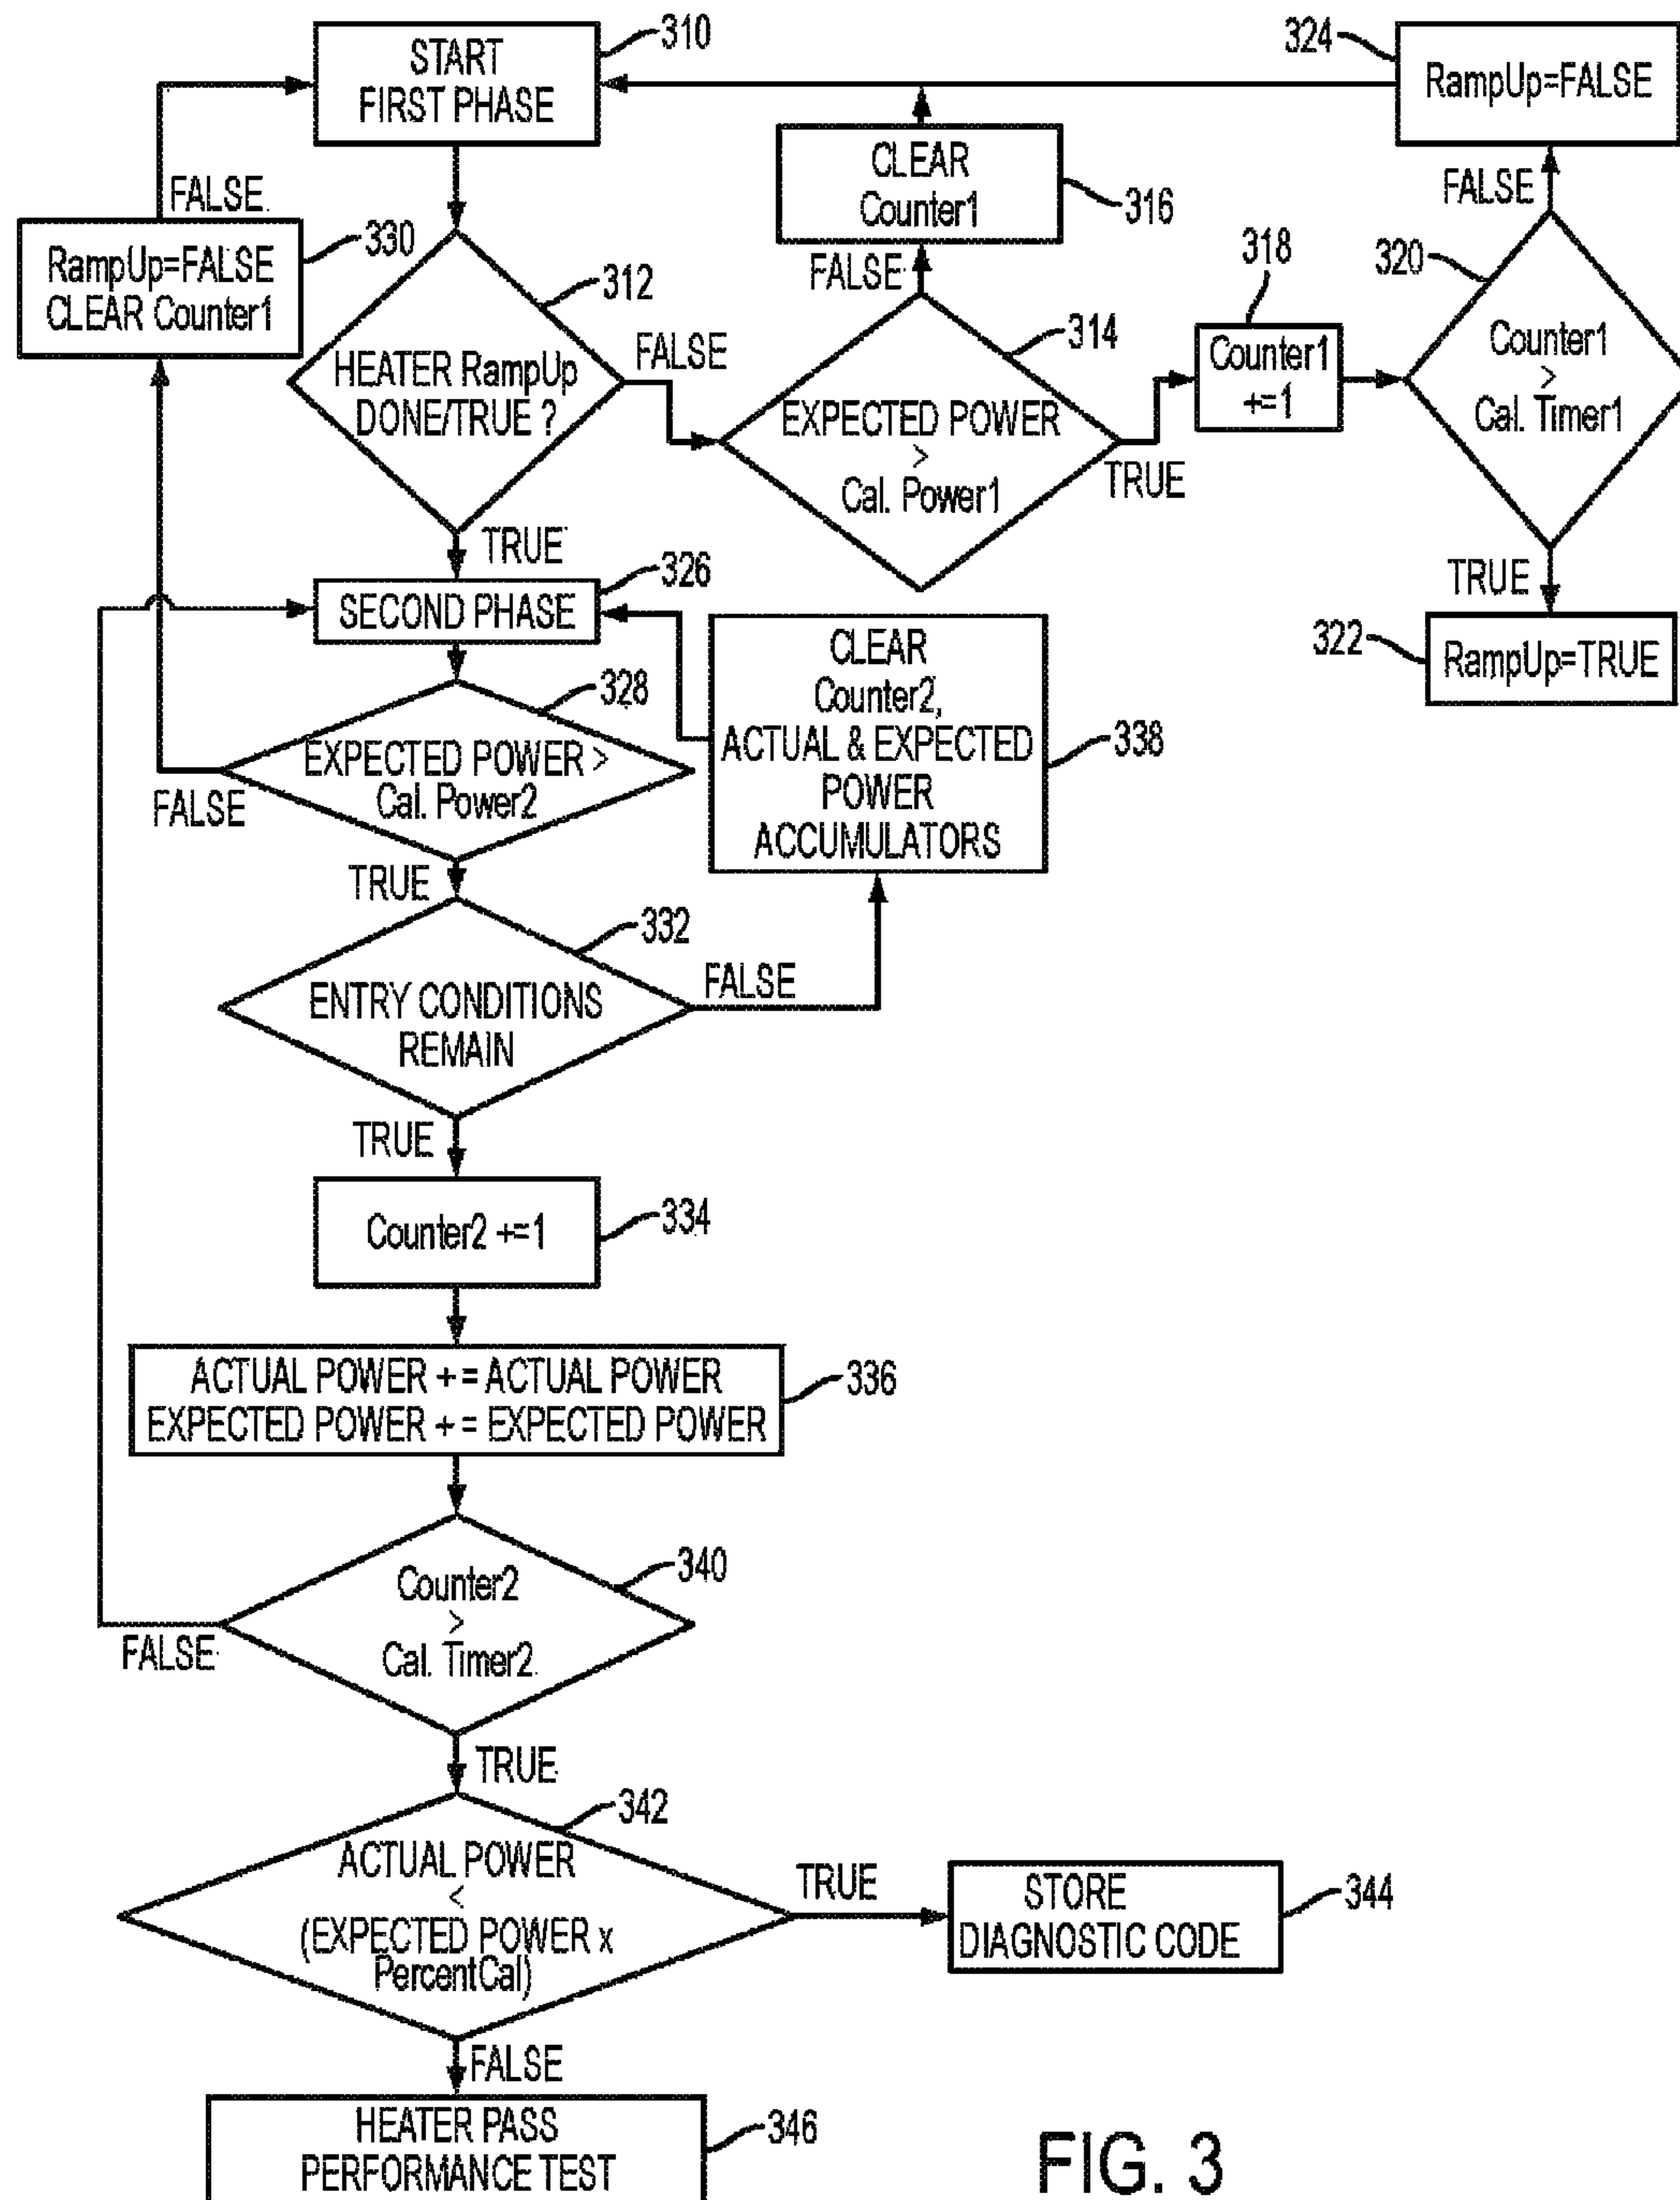 START
FIRST PHASE
310
324
RampUp=FALSE
CLEAR
Counter1
316
FALSE
FALSE
FALSE
330
RampUp=FALSE
CLEAR Counter1
312
HEATER RampUp
DONE/TRUE ?
FALSE
314
EXPECTED POWER
>
Cal. Power1
TRUE
318
Counter1
+=1
320
Counter1
>
Cal. Timer1
TRUE
322
RampUp=TRUE
TRUE
326
SECOND PHASE
328
EXPECTED POWER >
Cal. Power2
FALSE
TRUE
CLEAR
Counter2,
ACTUAL & EXPECTED
POWER
ACCUMULATORS
338
332
ENTRY CONDITIONS
REMAIN
FALSE
TRUE
Counter2 +=1
334
ACTUAL POWER + = ACTUAL POWER
EXPECTED POWER + = EXPECTED POWER
336
340
Counter2
>
Cal. Timer2
FALSE
TRUE
342
ACTUAL POWER
<
(EXPECTED POWER x
PercentCal)
TRUE
STORE
DIAGNOSTIC CODE
344
FALSE
HEATER PASS
PERFORMANCE TEST
346
FIG. 3